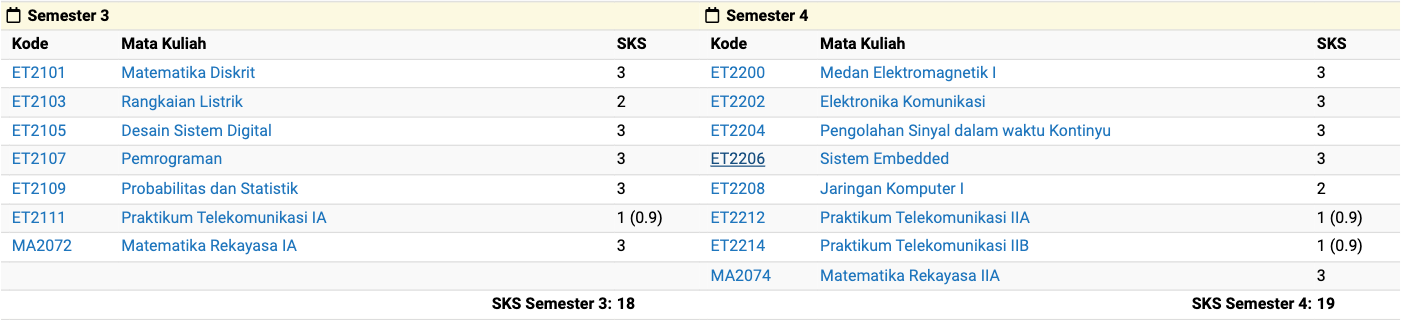 Semester 3
Kode Mata Kuliah SKS
ET2101 Matematika Diskrit 3
ET2103 Rangkaian Listrik 2
ET2105 Desain Sistem Digital 3
ET2107 Pemrograman 3
ET2109 Probabilitas dan Statistik 3
ET2111 Praktikum Telekomunikasi IA 1 (0.9)
MA2072 Matematika Rekayasa IA 3
SKS Semester 3: 18
Semester 4
Kode Mata Kuliah SKS
ET2200 Medan Elektromagnetik I 3
ET2202 Elektronika Komunikasi 3
ET2204 Pengolahan Sinyal dalam waktu Kontinyu 3
ET2206 Sistem Embedded 3
ET2208 Jaringan Komputer I 2
ET2212 Praktikum Telekomunikasi IIA 1 (0.9)
ET2214 Praktikum Telekomunikasi IIB 1 (0.9)
MA2074 Matematika Rekayasa IIA 3
SKS Semester 4: 19